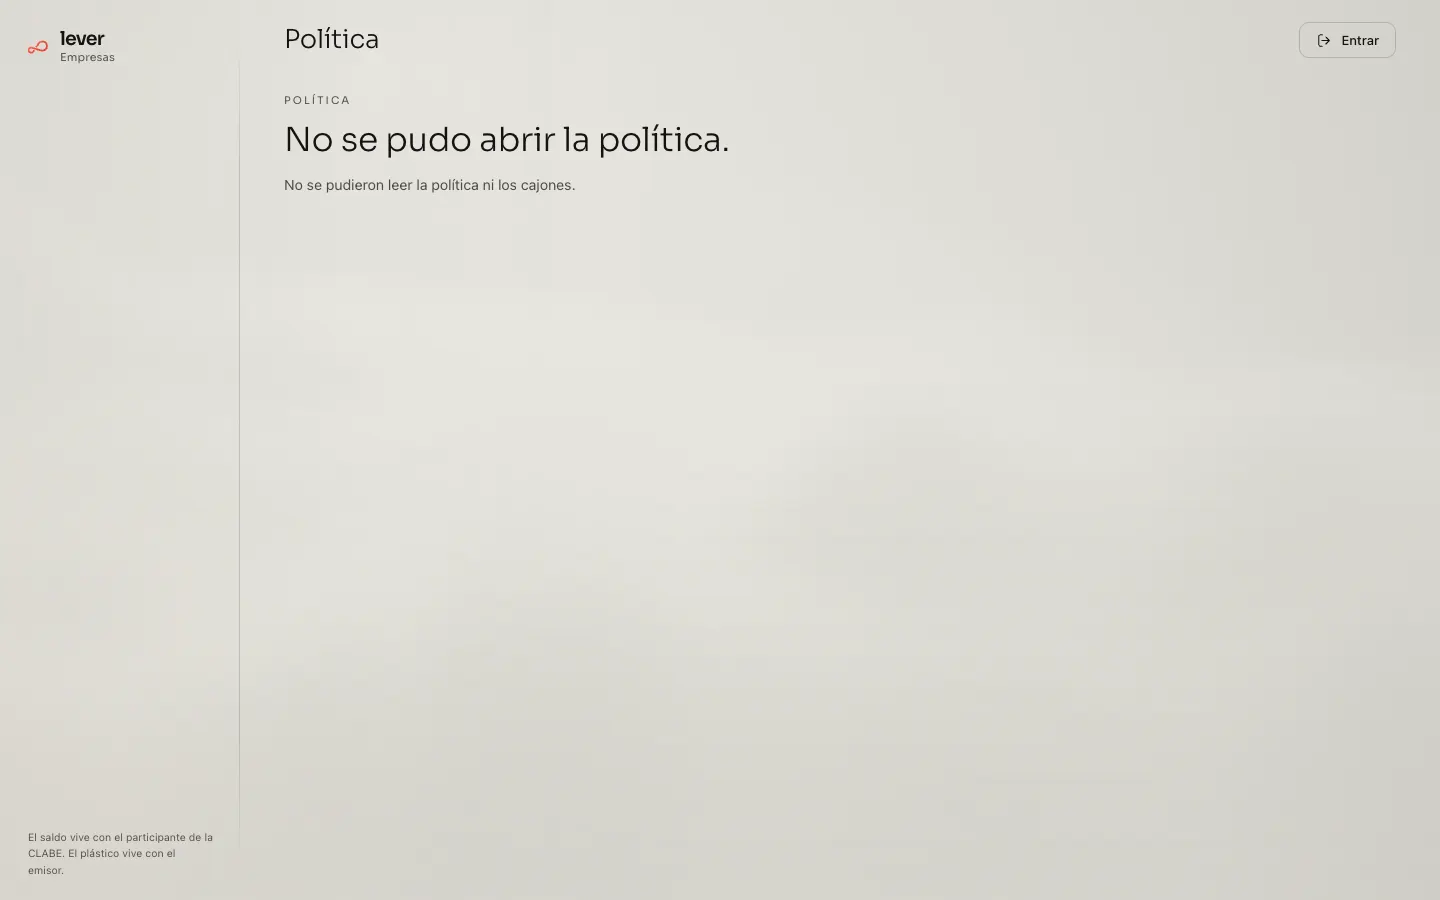 lever
Empresas
Política
Entrar
POLÍTICA
No se pudo abrir la política.
No se pudieron leer la política ni los cajones.
El saldo vive con el participante de la
CLABE. El plástico vive con el
emisor.